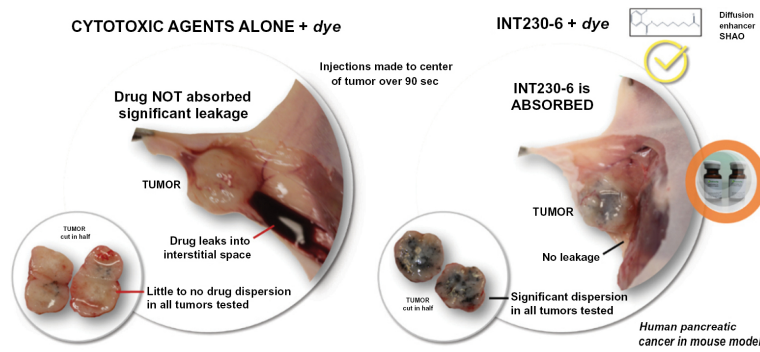 CYTOTOXIC AGENTS ALONE + dye
Drug NOT absorbed
significant leakage
Injections made to center
of tumor over 90 sec
TUMOR
Drug leaks into
interstitial space
TUMOR
cut in half
Little to no drug dispersion
in all tumors tested
INT230-6 + dye
Diffusion
enhancer
SHAO
INT230-6 is
ABSORBED
TUMOR
No leakage
TUMOR
cut in half
Significant dispersion
in all tumors tested
Human pancreatic
cancer in mouse model